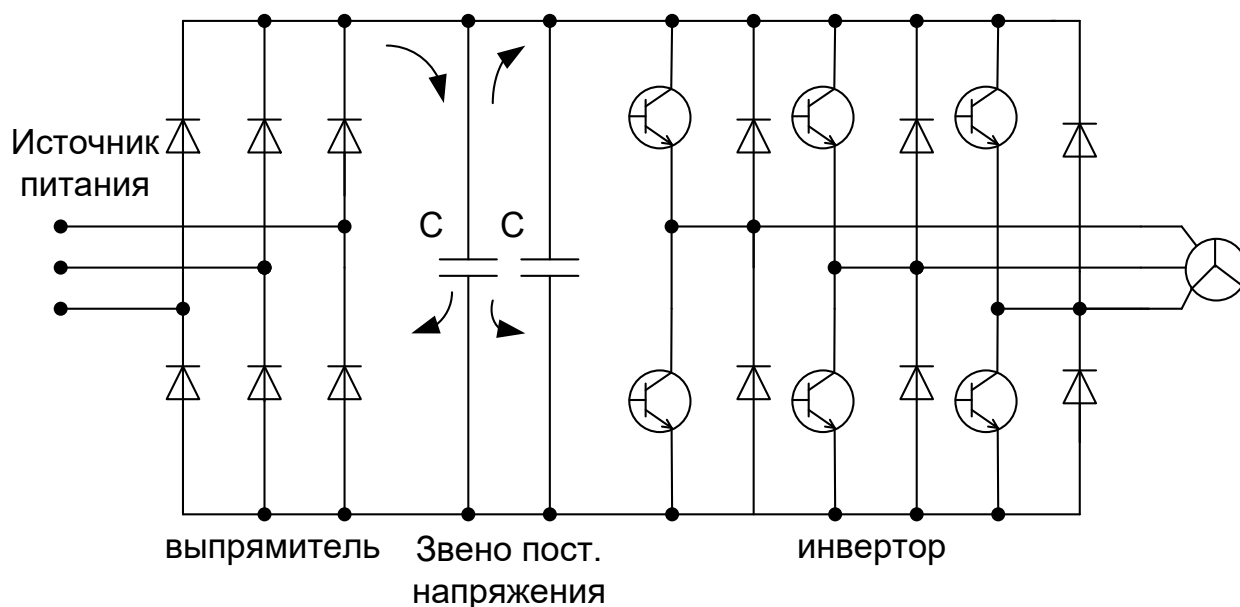 Источник
питания
C
C
выпрямитель
Звено пост.
напряжения
инвертор